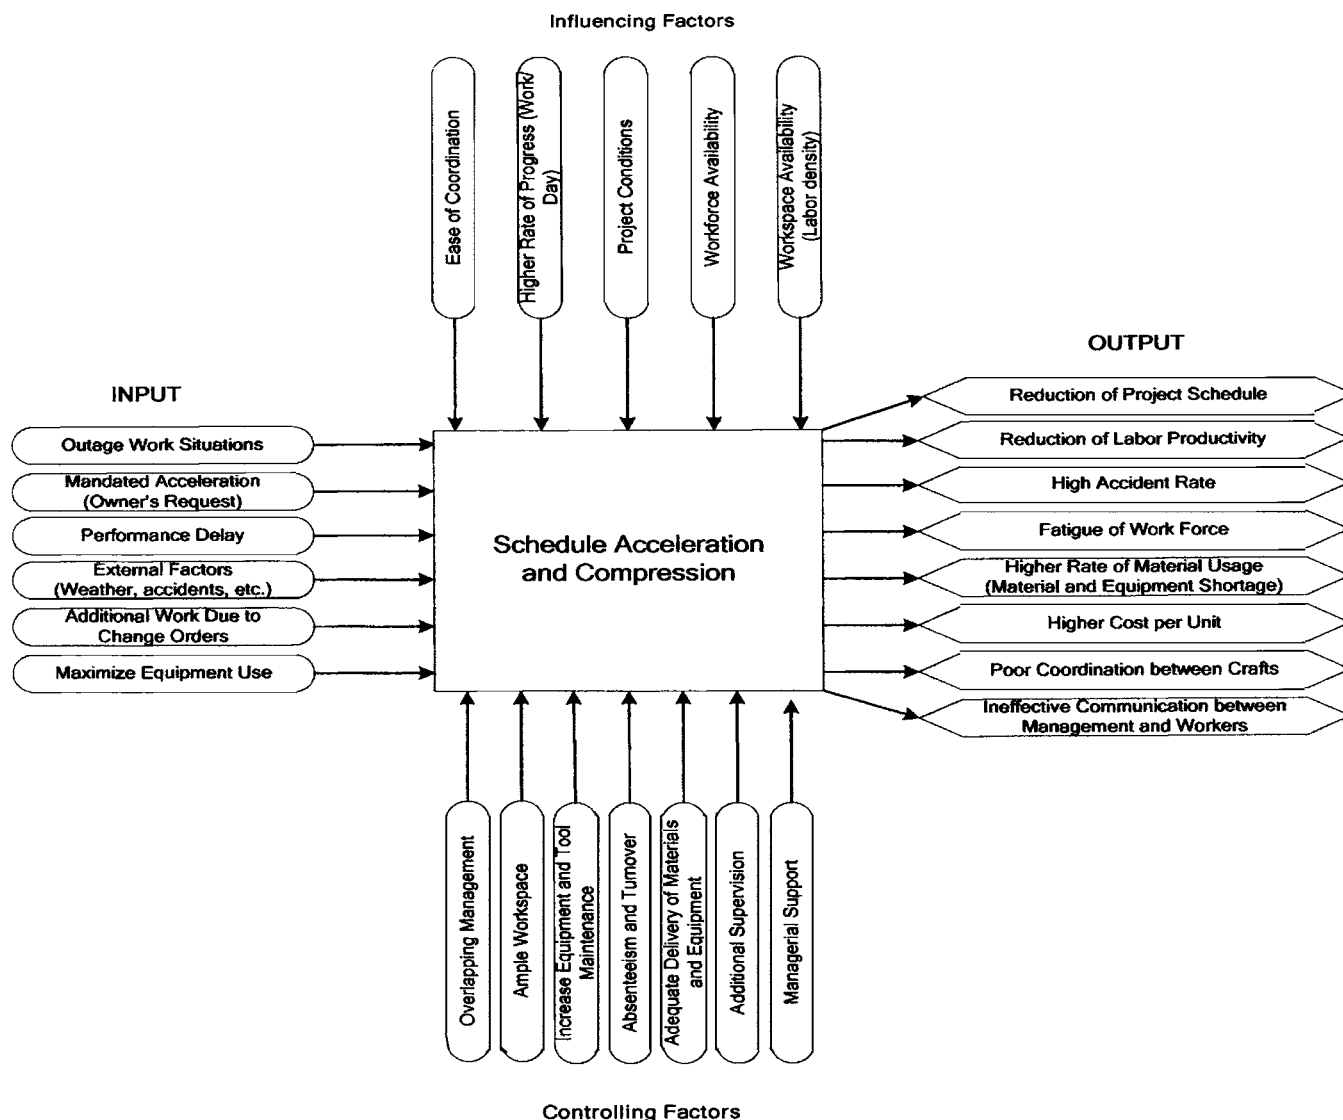 Influencing Factors
Ease of Coordination
Higher Rate of Progress (Work/
Day)
Project Conditions
Workforce Availability
Workspace Availability
(Labor density)
INPUT
Outage Work Situations
Mandated Acceleration
(Owner's Request)
Performance Delay
External Factors
(Weather, accidents, etc.)
Additional Work Due to
Change Orders
Maximize Equipment Use
Schedule Acceleration
and Compression
OUTPUT
Reduction of Project Schedule
Reduction of Labor Productivity
High Accident Rate
Fatigue of Work Force
Higher Rate of Material Usage
(Material and Equipment Shortage)
Higher Cost per Unit
Poor Coordination between Crafts
Ineffective Communication between
Management and Workers
Overlapping Management
Ample Workspace
Increase Equipment and Tool
Maintenance
Absenteeism and Turnover
Adequate Delivery of Materials
and Equipment
Additional Supervision
Managerial Support
Controlling Factors